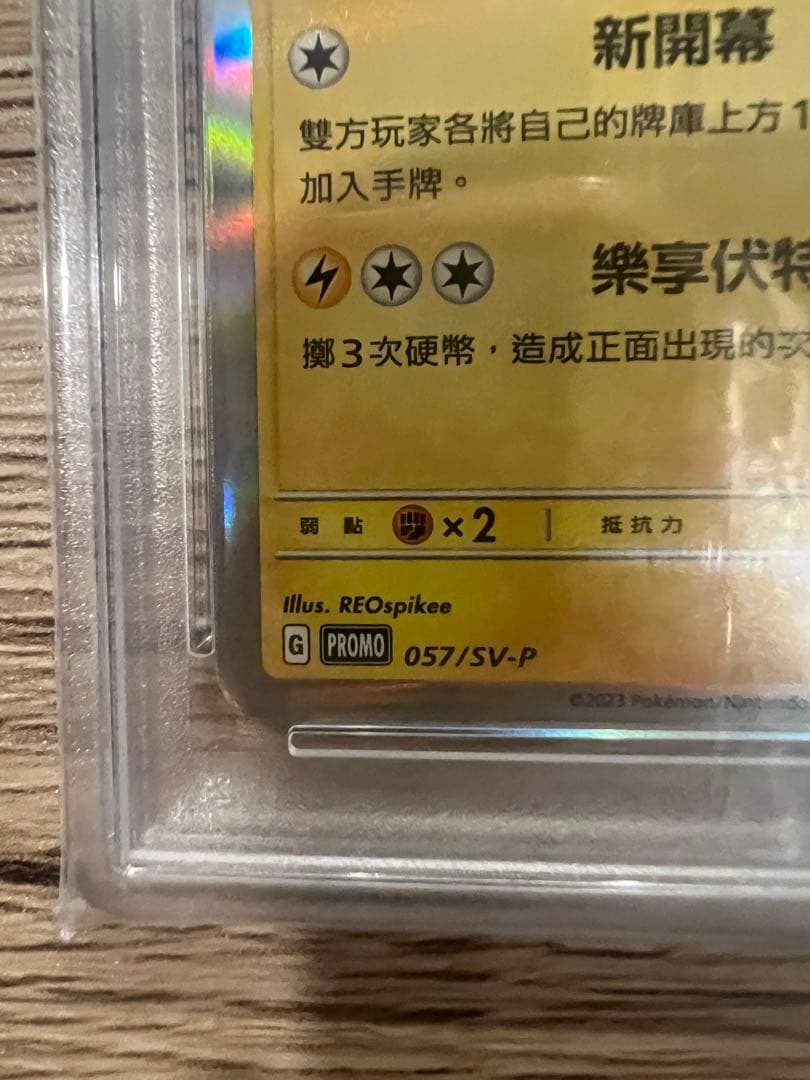 新開幕
雙方玩家各將自己的牌庫上方1
加入手牌。
樂享伏特
擲3次硬幣，造成正面出現的次
弱點 ×2 抵抗力
Illus. REOspikee
G PROMO 057/SV-P
©2023 Pokémon/Nintendo